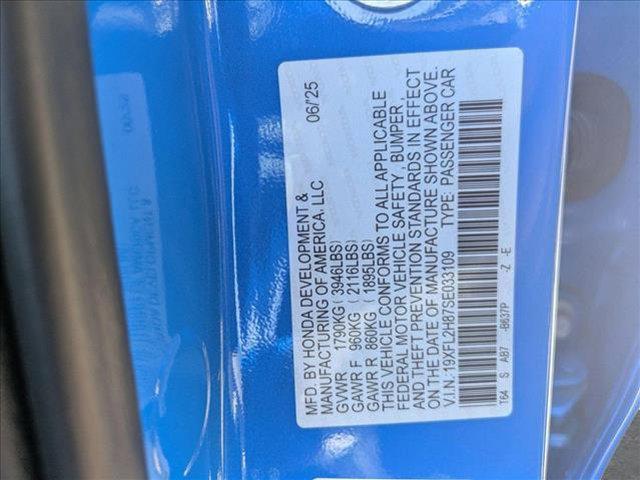 MFD. BY HONDA DEVELOPMENT & 06/'25
MANUFACTURING OF AMERICA, LLC
GVWR 1790KG ( 3946LBS)
GAWR F 960KG ( 2116LBS)
GAWR R 860KG ( 1895LBS)
THIS VEHICLE CONFORMS TO ALL APPLICABLE
FEDERAL MOTOR VEHICLE SAFETY , BUMPER ,
AND THEFT PREVENTION STANDARDS IN EFFECT
ON THE DATE OF MANUFACTURE SHOWN ABOVE.
V.I.N. 19XFL2H87SE033109 TYPE: PASSENGER CAR
T64 S AB7 -B637P -Z -E